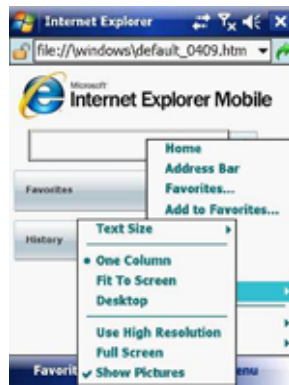 Internet Explorer
file://\windows\default_0409.htm
Microsoft
Internet Explorer Mobile
Home
Address Bar
Favorites...
Add to Favorites...
Favorites
History
Text Size
One Column
Fit To Screen
Desktop
Use High Resolution
Full Screen
Show Pictures
Favorit
enu